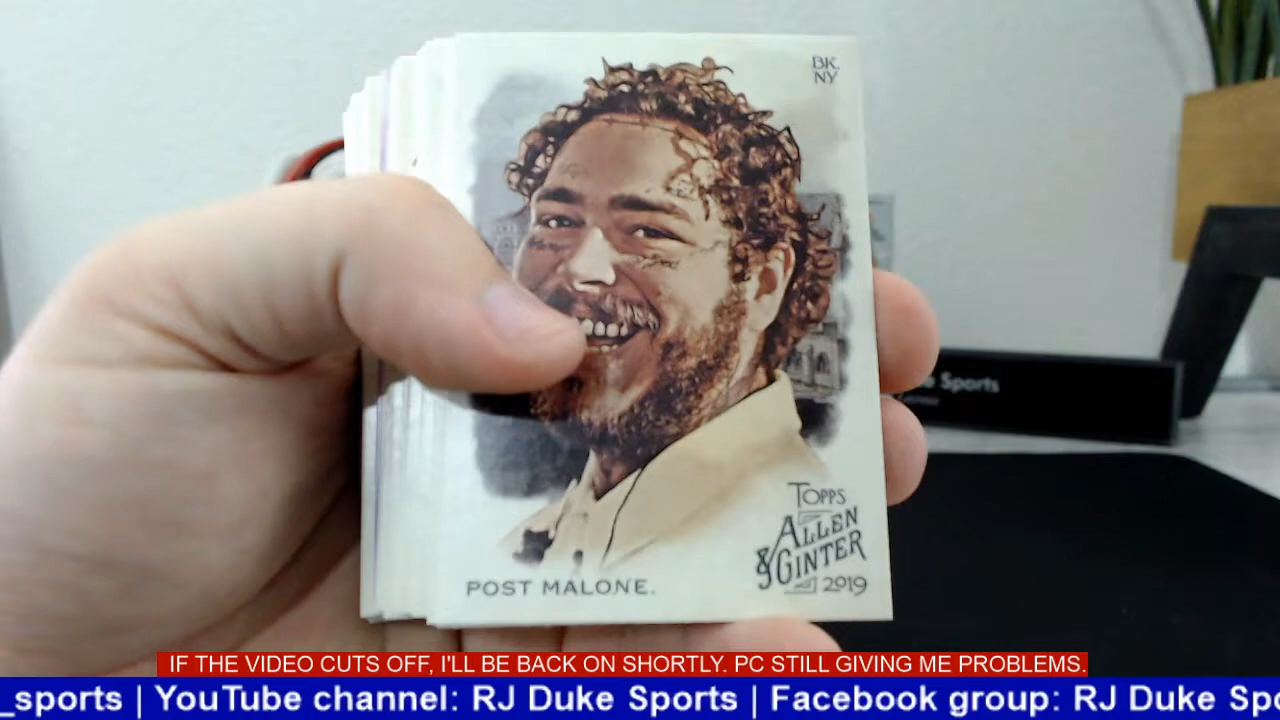 BK.
NY
TOPPS
ALLEN
& GINTER
2019
POST MALONE.
Sports
IF THE VIDEO CUTS OFF, I'LL BE BACK ON SHORTLY. PC STILL GIVING ME PROBLEMS.
_sports | YouTube channel: RJ Duke Sports | Facebook group: RJ Duke Spo